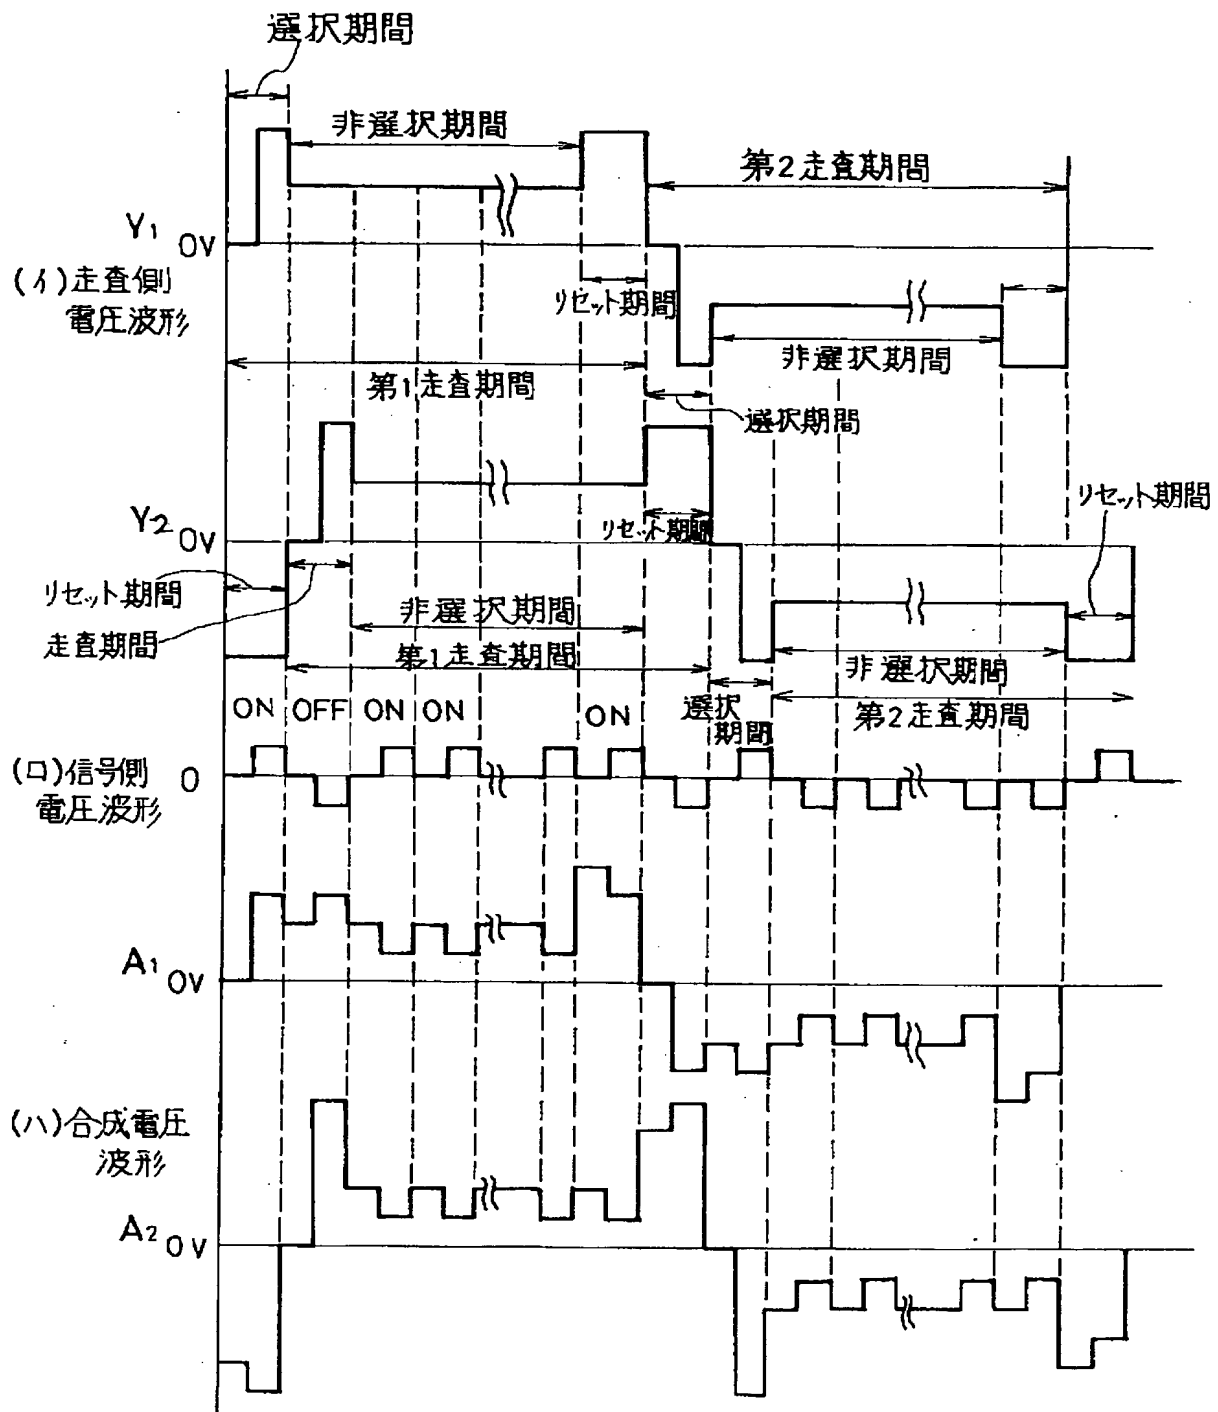 選択期間
非選択期間
第2走査期間
Y1 0V
(イ)走査側
電圧波形
リセット期間
非選択期間
第1走査期間
選択期間
Y2 0V
リセット期間
リセット期間
リセット期間
走査期間
非選択期間
第1走査期間
非選択期間
選択
期間
第2走査期間
ON OFF ON ON ON
(ロ)信号側
電圧波形
0
A1 0V
(ハ)合成電圧
波形
A2 0V